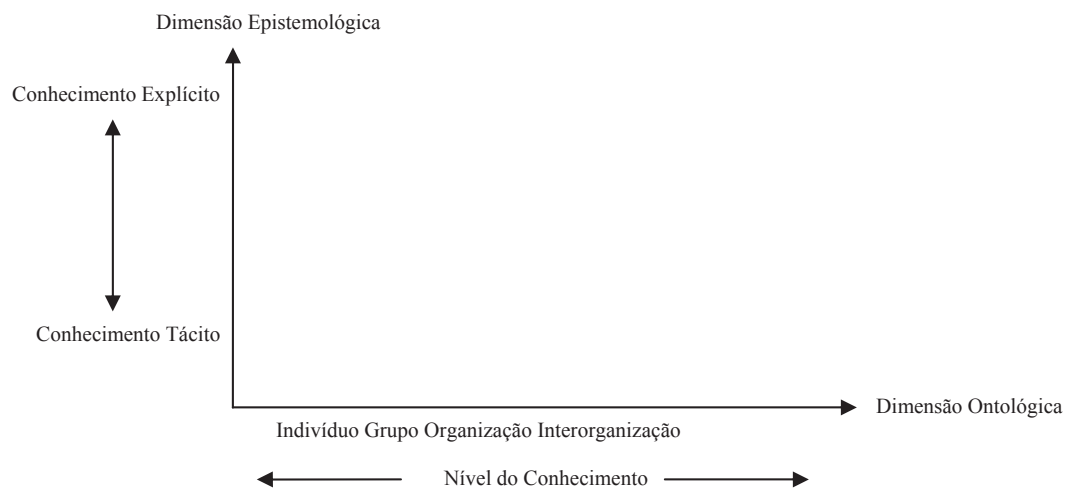 Dimensão Epistemológica
Conhecimento Explícito
Conhecimento Tácito
Dimensão Ontológica
Indivíduo Grupo Organização Interorganização
Nível do Conhecimento